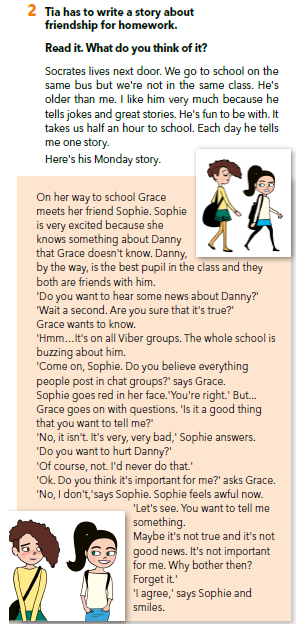 2 Tia has to write a story about
friendship for homework.
Read it. What do you think of it?
Socrates lives next door. We go to school on the
same bus but we're not in the same class. He's
older than me. I like him very much because he
tells jokes and great stories. He's fun to be with. It
takes us half an hour to school. Each day he tells
me one story.
Here's his Monday story.
On her way to school Grace
meets her friend Sophie. Sophie
is very excited because she
knows something about Danny
that Grace doesn't know. Danny,
by the way, is the best pupil in the class and they
both are friends with him.
'Do you want to hear some news about Danny?'
'Wait a second. Are you sure that it's true?'
Grace wants to know.
'Hmm...It's on all Viber groups. The whole school is
buzzing about him.
'Come on, Sophie. Do you believe everything
people post in chat groups?' says Grace.
Sophie goes red in her face.'You're right.' But...
Grace goes on with questions. 'Is it a good thing
that you want to tell me?'
'No, it isn't. It's very, very bad,' Sophie answers.
'Do you want to hurt Danny?'
'Of course, not. I'd never do that.'
'Ok. Do you think it's important for me?' asks Grace.
'No, I don't,'says Sophie. Sophie feels awful now.
'Let's see. You want to tell me
something.
Maybe it's not true and it's not
good news. It's not important
for me. Why bother then?
Forget it.'
'I agree,' says Sophie and
smiles.